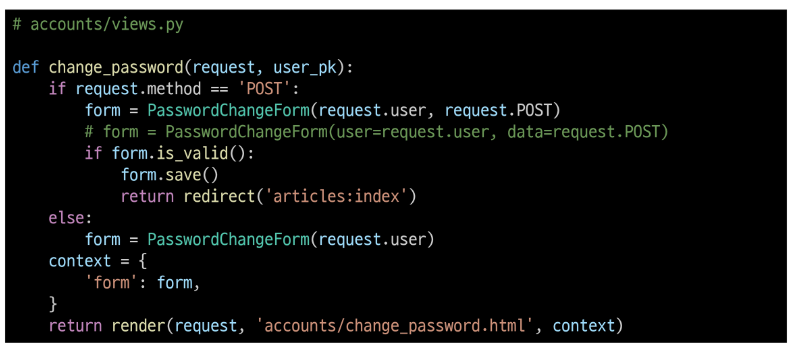 # accounts/views.py

def change_password(request, user_pk):
    if request.method == 'POST':
        form = PasswordChangeForm(request.user, request.POST)
        # form = PasswordChangeForm(user=request.user, data=request.POST)
        if form.is_valid():
            form.save()
            return redirect('articles:index')
    else:
        form = PasswordChangeForm(request.user)
    context = {
        'form': form,
    }
    return render(request, 'accounts/change_password.html', context)